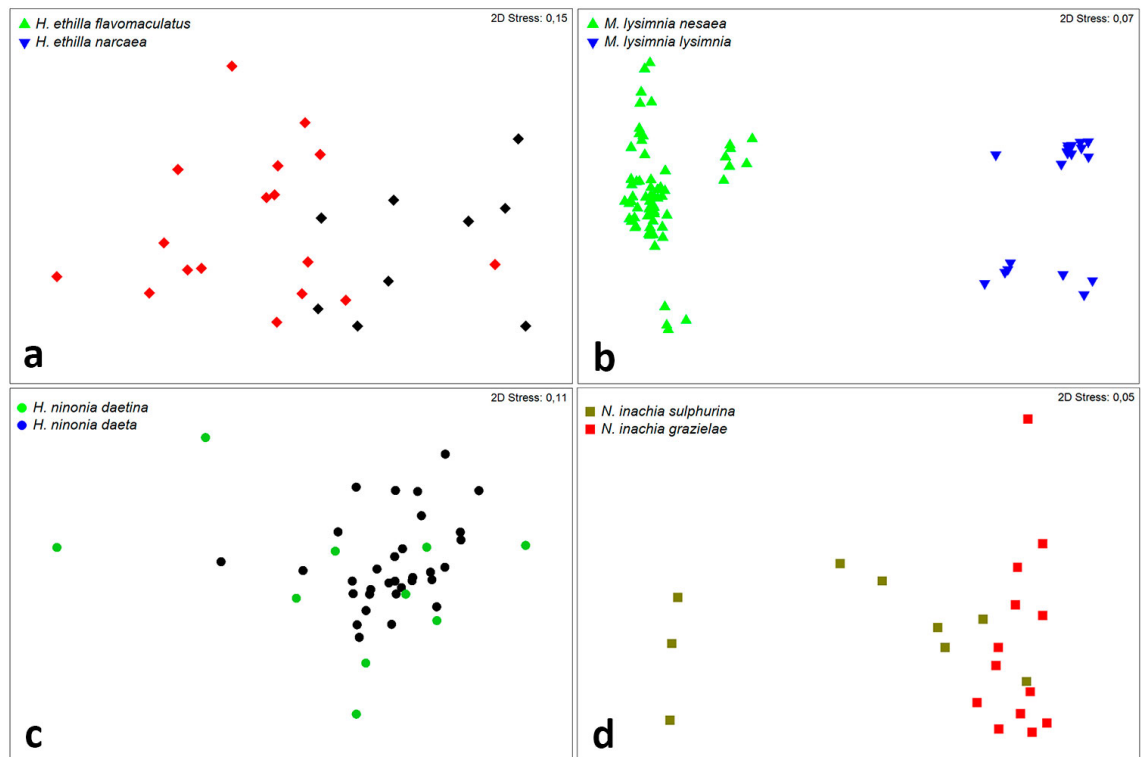 2D Stress: 0,15
H. ethilla flavomaculatus
H. ethilla narcaea
a
2D Stress: 0,07
M. lysimnia nesaea
M. lysimnia lysimnia
b
2D Stress: 0,11
H. ninonia daetina
H. ninonia daeta
c
2D Stress: 0,05
N. inachia sulphurina
N. inachia grazielae
d